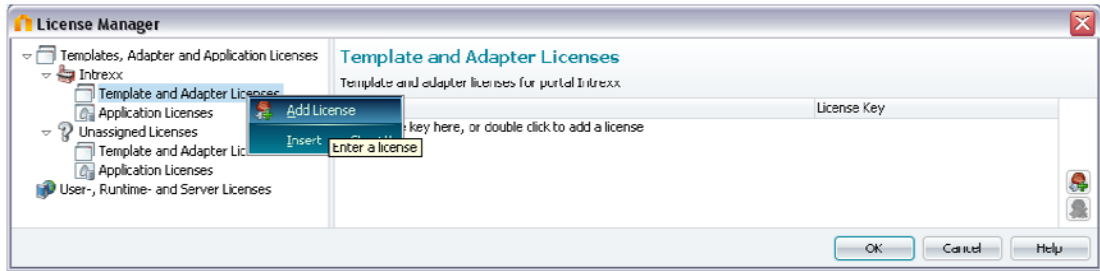 License Manager
Templates, Adapter and Application Licenses
Intrexx
Template and Adapter Licenses
Application Licenses
Unassigned Licenses
Template and Adapter Lic
Application Licenses
User-, Runtime- and Server Licenses
Add License
Insert
Enter a license
Template and Adapter Licenses
Template and adapter licenses for portal Intrexx
License Key
key here, or double click to add a license
OK
Cancel
Help